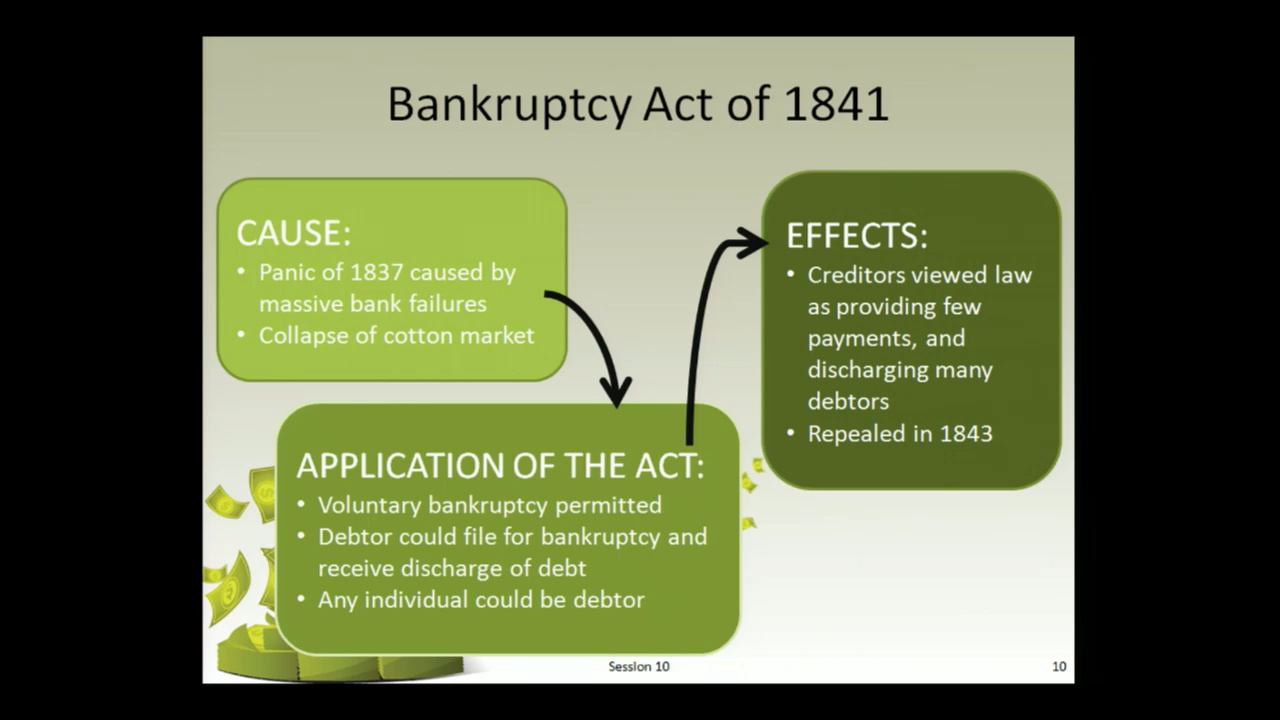 Bankruptcy Act of 1841
CAUSE:
• Panic of 1837 caused by
massive bank failures
• Collapse of cotton market
APPLICATION OF THE ACT:
• Voluntary bankruptcy permitted
• Debtor could file for bankruptcy and
receive discharge of debt
• Any individual could be debtor
EFFECTS:
• Creditors viewed law
as providing few
payments, and
discharging many
debtors
• Repealed in 1843
Session 10
10